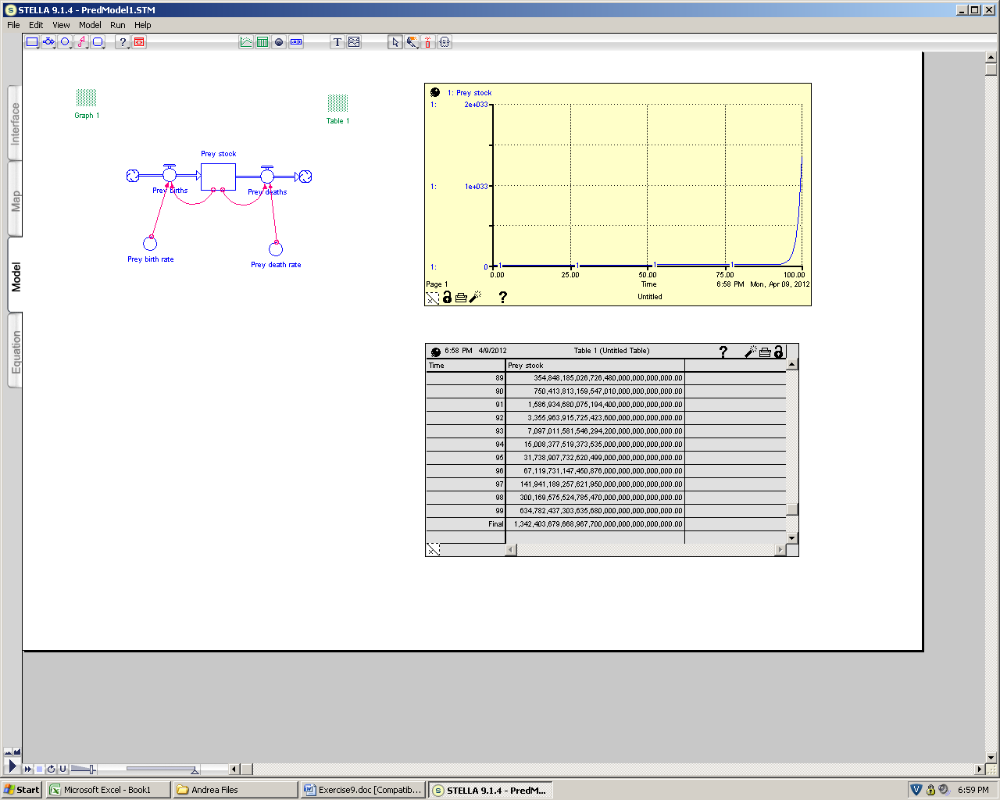 STELLA 9.1.4 - PredModel1.STM
File Edit View Model Run Help
Interface
Map
Model
Equation
Graph 1
Table 1
Prey stock
Prey births
Prey deaths
Prey birth rate
Prey death rate
1: Prey stock
1: 2e+033
1: 1e+033
1: 0
1 1 1 1
0.00 25.00 50.00 75.00 100.00
Page 1 Time 6:58 PM Mon, Apr 09, 2012
Untitled
?
6:58 PM 4/9/2012 Table 1 (Untitled Table) ?
Time Prey stock
89 354,848,185,026,726,480,000,000,000,000.00
90 750,413,813,159,547,010,000,000,000,000.00
91 1,586,934,680,075,194,400,000,000,000,000.00
92 3,355,963,915,725,423,600,000,000,000,000.00
93 7,097,011,581,546,294,200,000,000,000,000.00
94 15,008,377,519,373,535,000,000,000,000,000.00
95 31,738,907,732,620,499,000,000,000,000,000.00
96 67,119,731,147,450,876,000,000,000,000,000.00
97 141,941,189,257,621,950,000,000,000,000,000.00
98 300,169,575,524,785,470,000,000,000,000,000.00
99 634,782,437,303,635,680,000,000,000,000,000.00
Final 1,342,403,679,668,967,700,000,000,000,000,000.00
U
Start Microsoft Excel - Book1 Andrea Files Exercise9.doc [Compatib... STELLA 9.1.4 - PredM... 6:59 PM